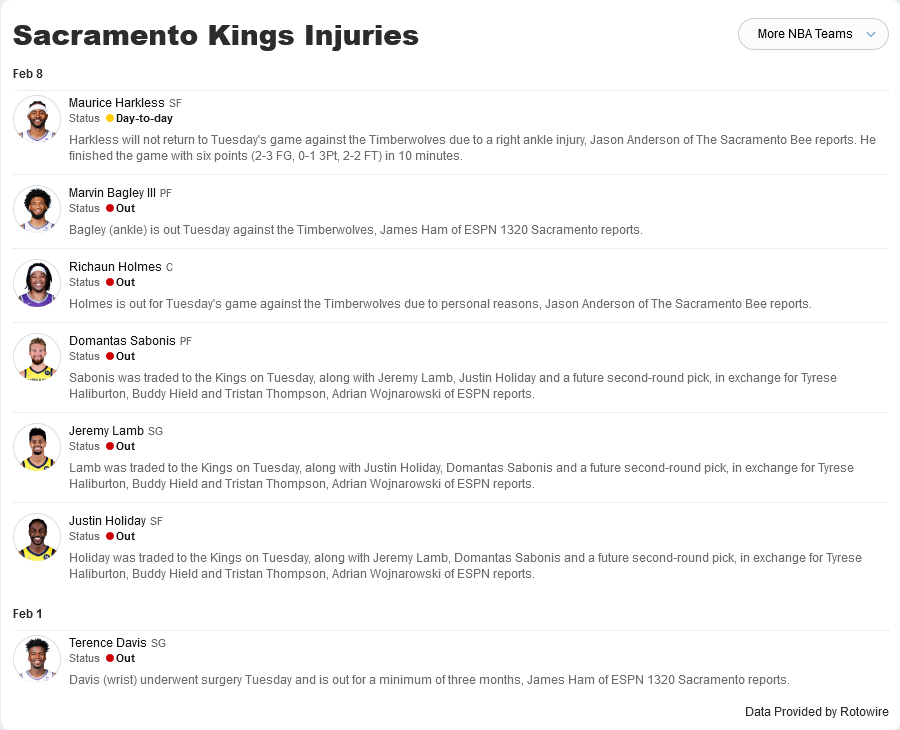 Sacramento Kings Injuries
More NBA Teams
Feb 8
Maurice Harkless SF
Status Day-to-day
Harkless will not return to Tuesday's game against the Timberwolves due to a right ankle injury, Jason Anderson of The Sacramento Bee reports. He
finished the game with six points (2-3 FG, 0-1 3Pt, 2-2 FT) in 10 minutes.
Marvin Bagley III PF
Status Out
Bagley (ankle) is out Tuesday against the Timberwolves, James Ham of ESPN 1320 Sacramento reports.
Richaun Holmes C
Status Out
Holmes is out for Tuesday's game against the Timberwolves due to personal reasons, Jason Anderson of The Sacramento Bee reports.
Domantas Sabonis PF
Status Out
Sabonis was traded to the Kings on Tuesday, along with Jeremy Lamb, Justin Holiday and a future second-round pick, in exchange for Tyrese
Haliburton, Buddy Hield and Tristan Thompson, Adrian Wojnarowski of ESPN reports.
Jeremy Lamb SG
Status Out
Lamb was traded to the Kings on Tuesday, along with Justin Holiday, Domantas Sabonis and a future second-round pick, in exchange for Tyrese
Haliburton, Buddy Hield and Tristan Thompson, Adrian Wojnarowski of ESPN reports.
Justin Holiday SF
Status Out
Holiday was traded to the Kings on Tuesday, along with Jeremy Lamb, Domantas Sabonis and a future second-round pick, in exchange for Tyrese
Haliburton, Buddy Hield and Tristan Thompson, Adrian Wojnarowski of ESPN reports.
Feb 1
Terence Davis SG
Status Out
Davis (wrist) underwent surgery Tuesday and is out for a minimum of three months, James Ham of ESPN 1320 Sacramento reports.
Data Provided by Rotowire